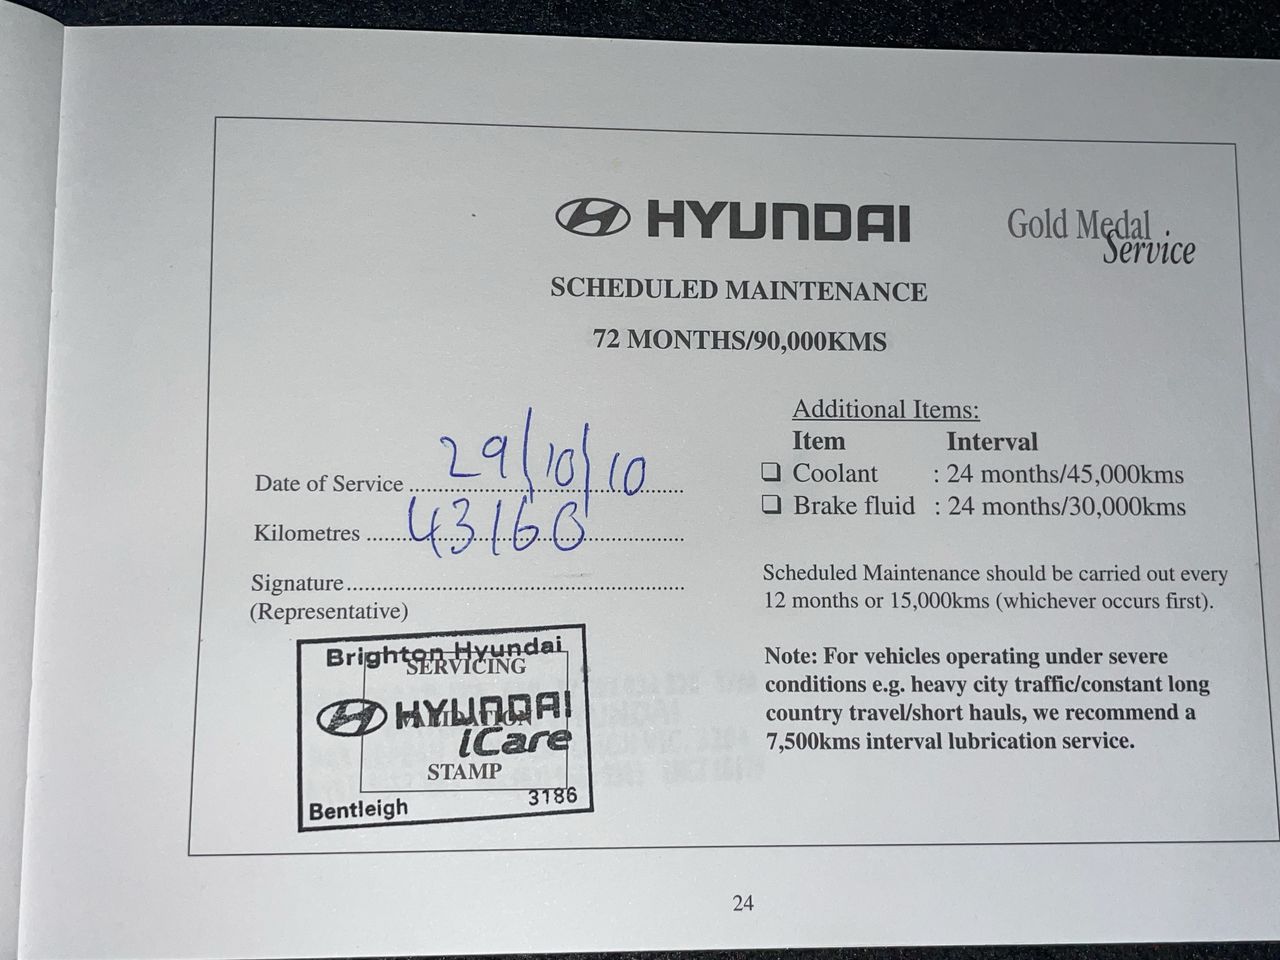 HYUNDAI
Gold Medal
Service
SCHEDULED MAINTENANCE
72 MONTHS/90,000KMS
Date of Service 29/10/10
Kilometres 43160
Signature
(Representative)
Brighton Hyundai
SERVICING
HYUNDAI
VALIDATION
iCare
STAMP
Bentleigh 3186
Additional Items:
Item Interval
❏ Coolant : 24 months/45,000kms
❏ Brake fluid : 24 months/30,000kms
Scheduled Maintenance should be carried out every
12 months or 15,000kms (whichever occurs first).
Note: For vehicles operating under severe
conditions e.g. heavy city traffic/constant long
country travel/short hauls, we recommend a
7,500kms interval lubrication service.
24